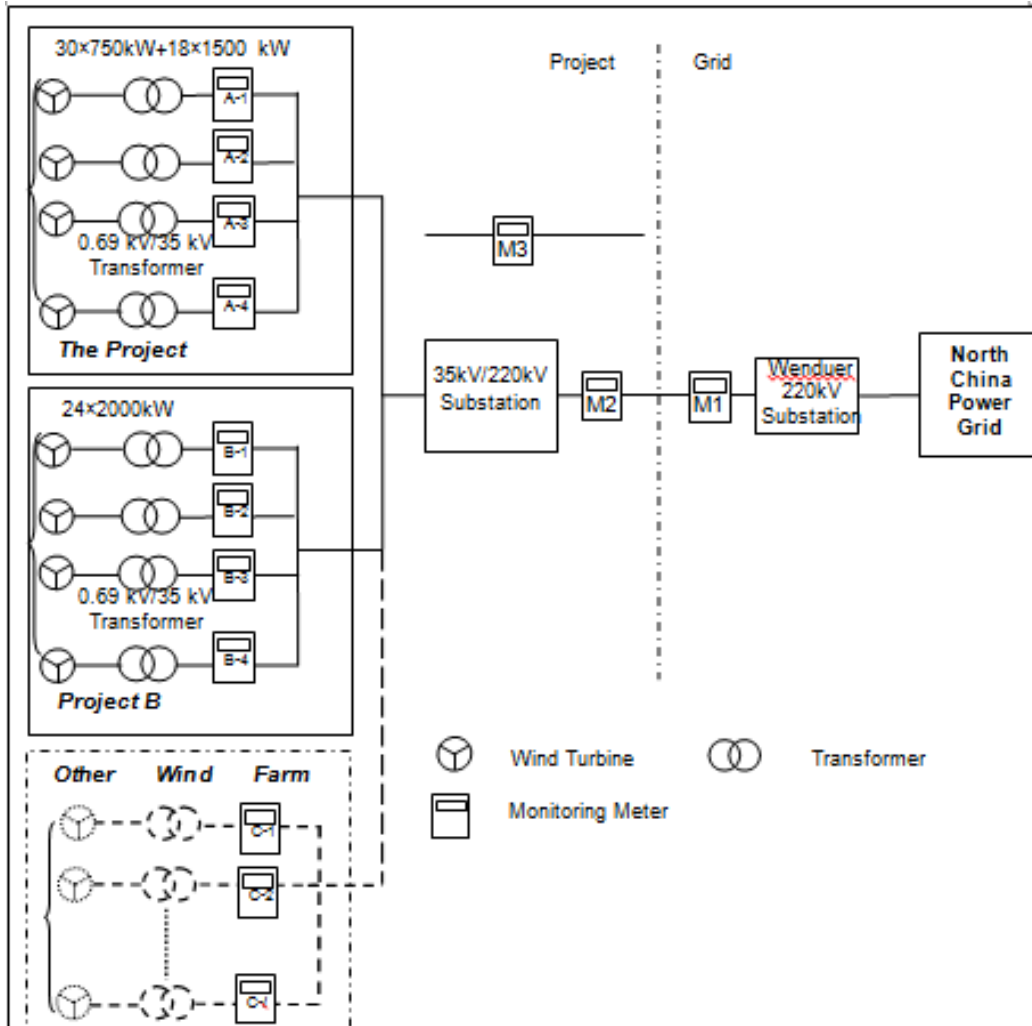 30×750kW+18×1500 kW
A-1
A-2
A-3
0.69 kV/35 kV
Transformer
A-4
The Project
24×2000kW
B-1
B-2
B-3
0.69 kV/35 kV
Transformer
B-4
Project B
Other Wind Farm
C-1
C-2
Project
Grid
M3
35kV/220kV
Substation
M2
M1
Wenduer
220kV
Substation
North
China
Power
Grid
Wind Turbine
Transformer
Monitoring Meter